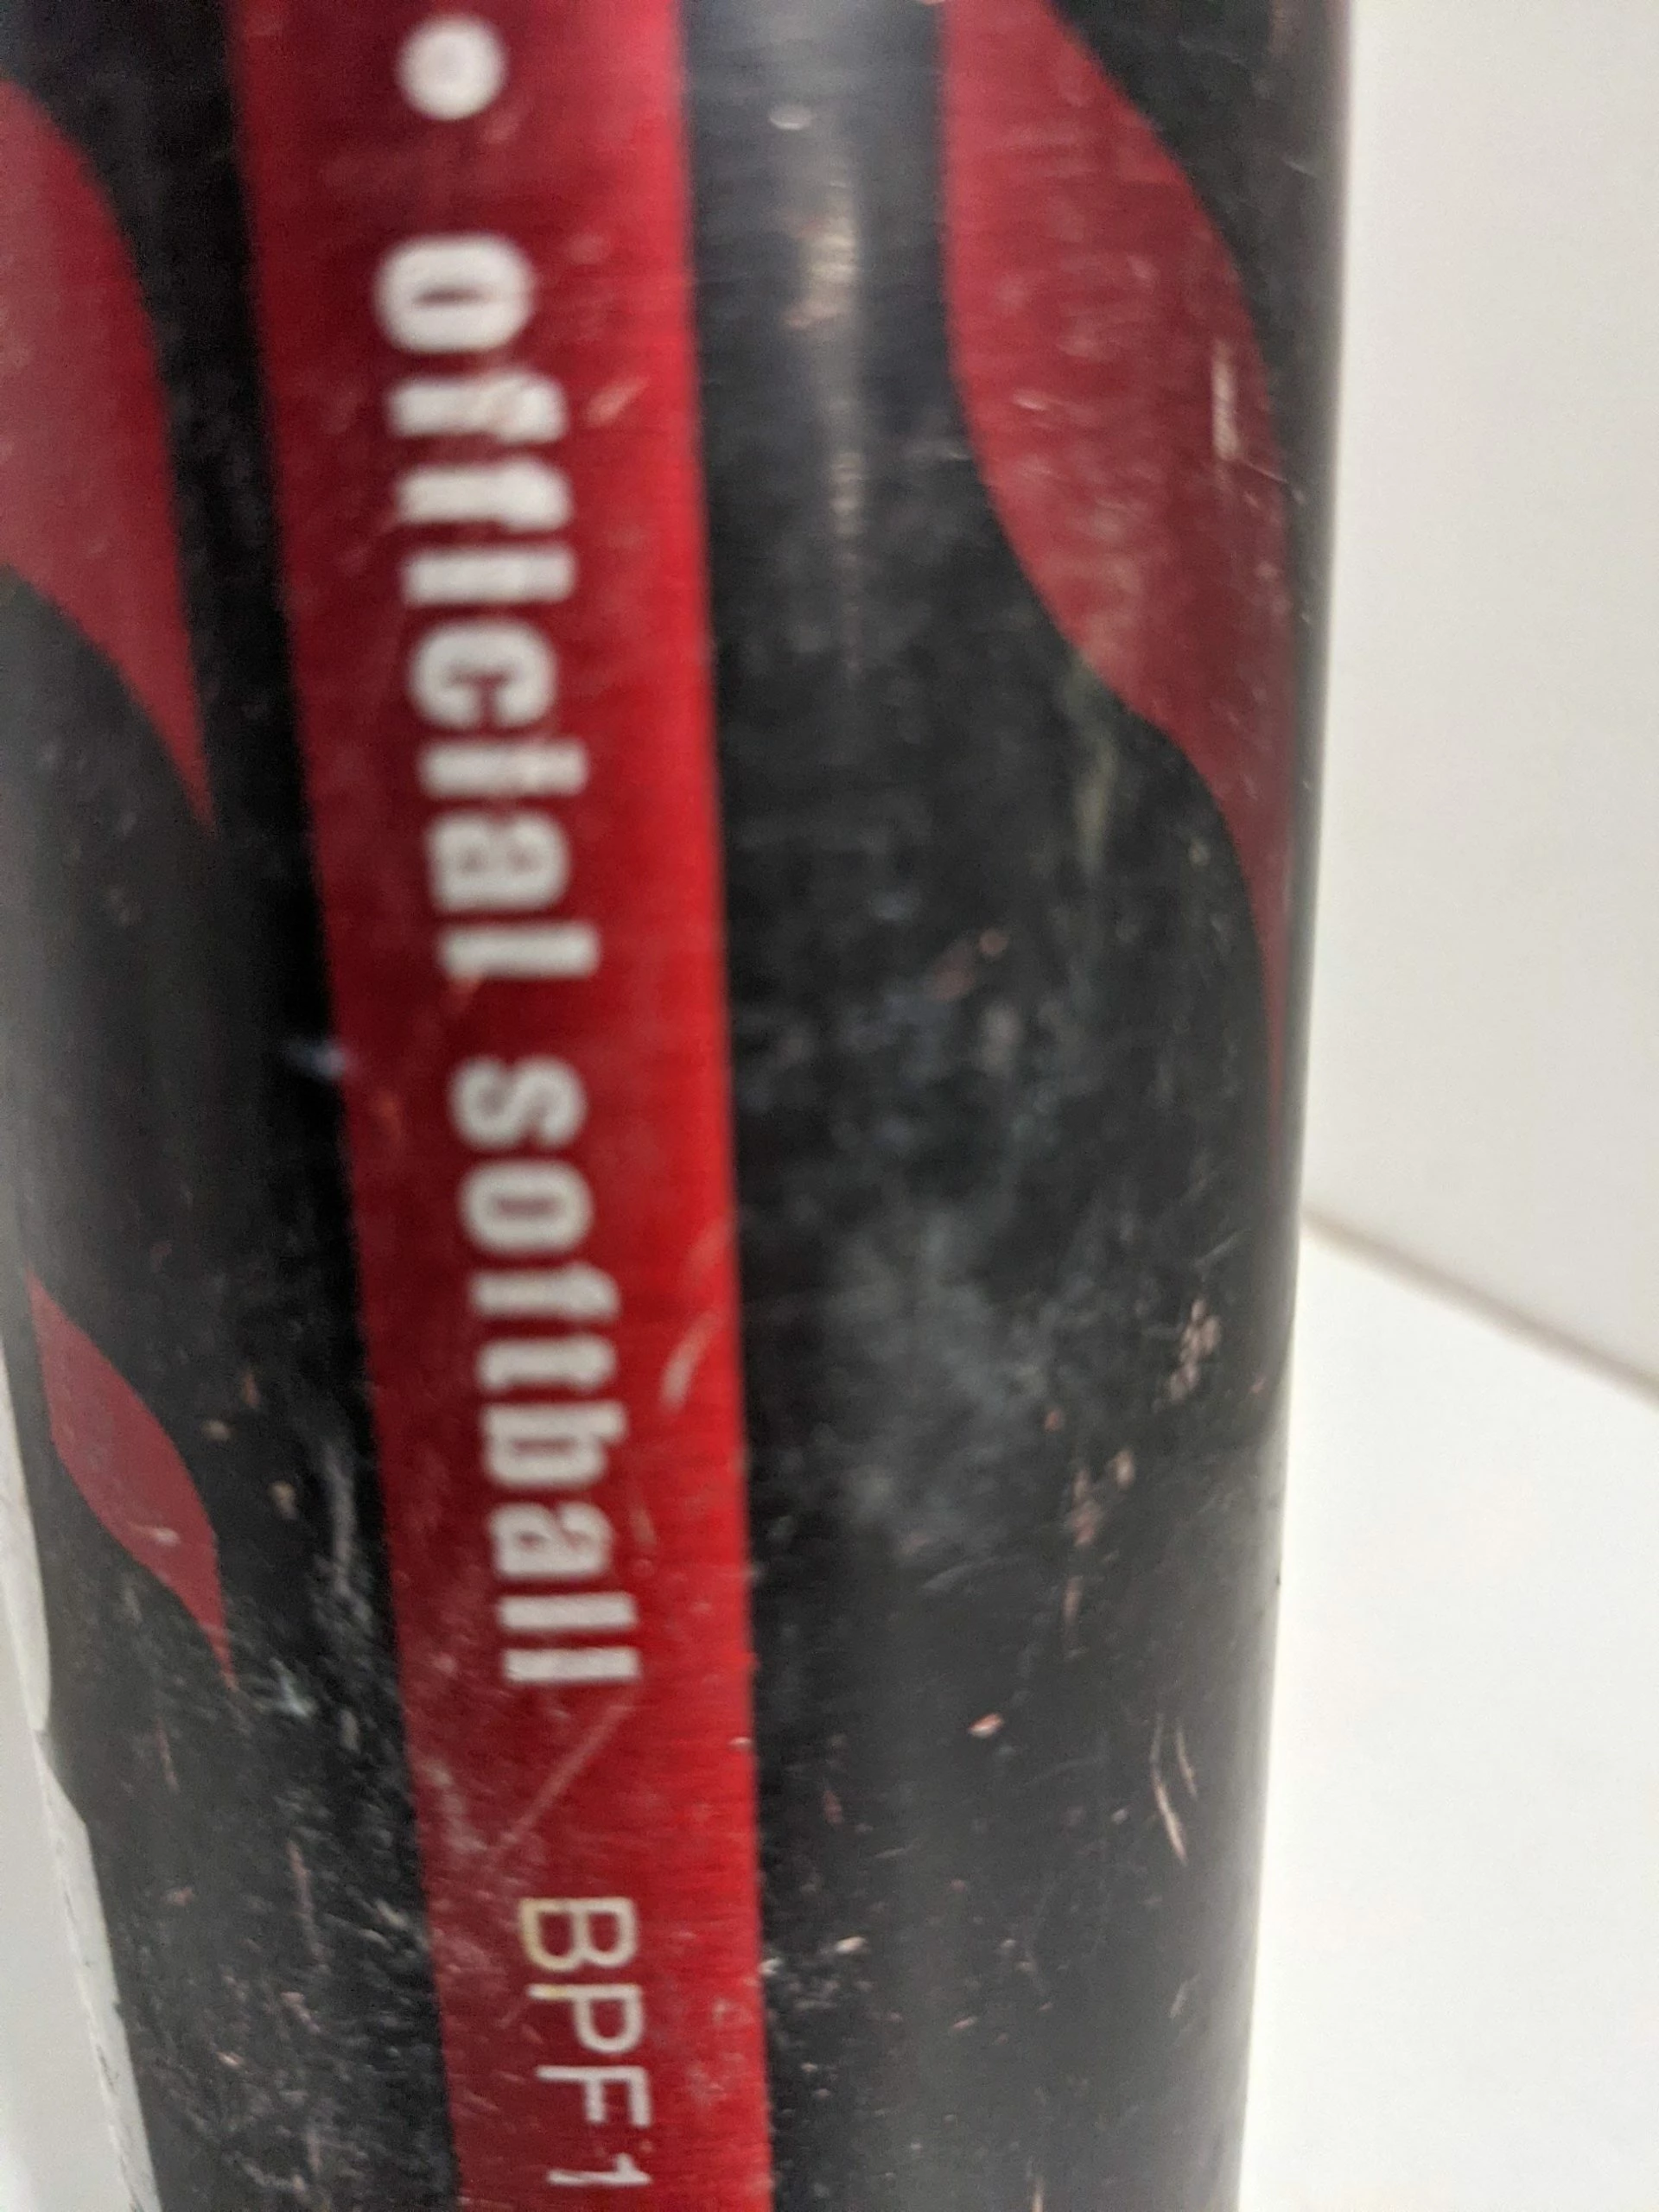 • official softball BPF 1